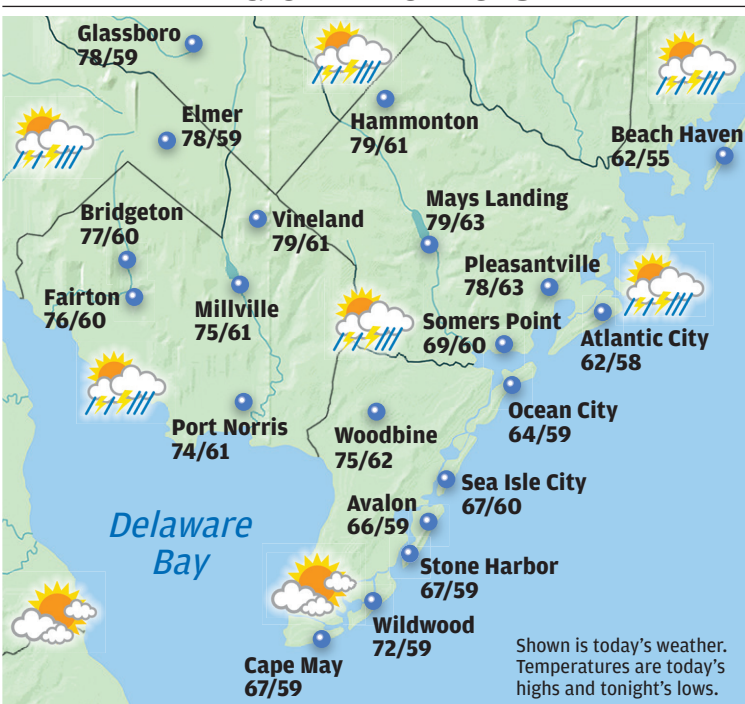 Glassboro
78/59
Elmer
78/59
Hammonton
79/61
Beach Haven
62/55
Bridgeton
77/60
Vineland
79/61
Mays Landing
79/63
Fairton
76/60
Millville
75/61
Pleasantville
78/63
Somers Point
69/60
Atlantic City
62/58
Port Norris
74/61
Woodbine
75/62
Ocean City
64/59
Sea Isle City
67/60
Avalon
66/59
Delaware
Bay
Stone Harbor
67/59
Wildwood
72/59
Cape May
67/59
Shown is today’s weather.
Temperatures are today’s
highs and tonight’s lows.